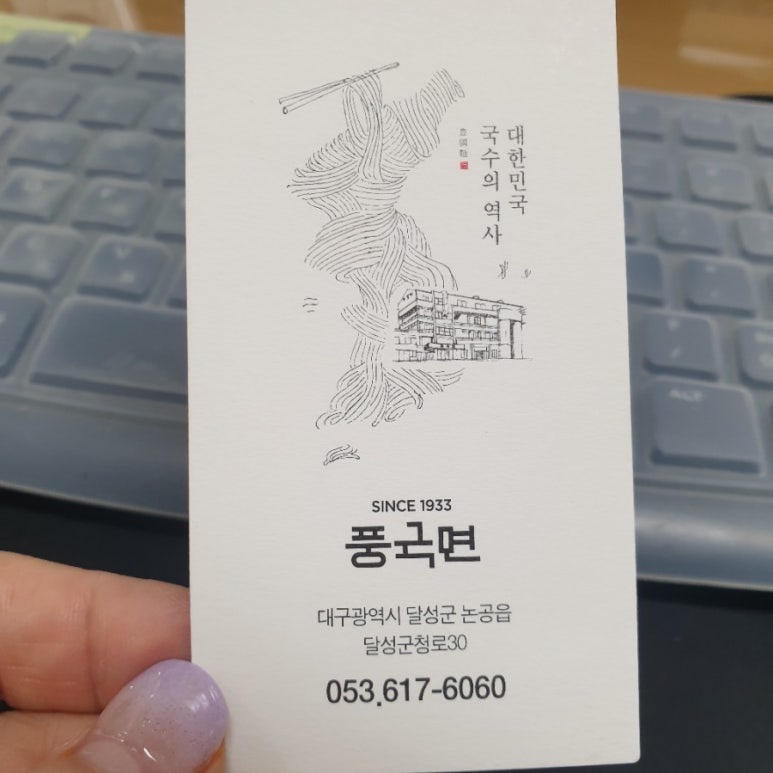 대한민국
국수의 역사
SINCE 1933
풍국면
대구광역시 달성군 논공읍
달성군청로30
053.617-6060
ALT